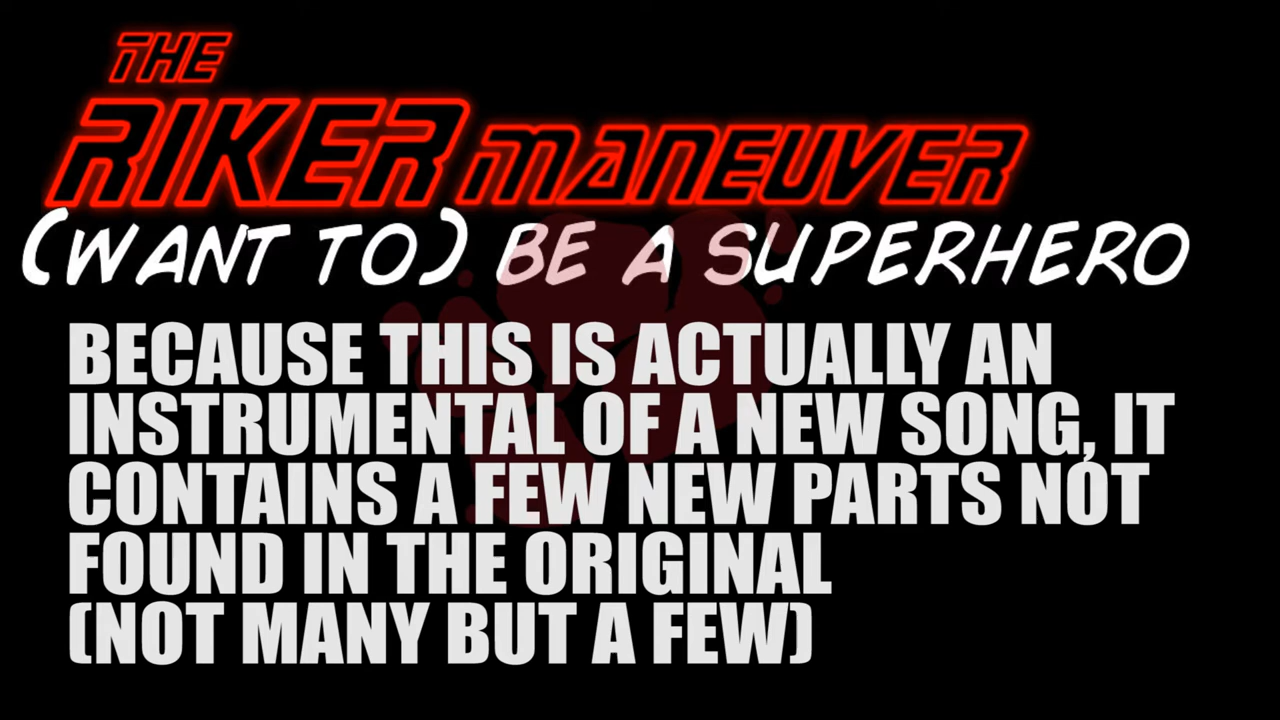 THE
RIKER MANEUVER
(WANT TO) BE A SUPERHERO
BECAUSE THIS IS ACTUALLY AN
INSTRUMENTAL OF A NEW SONG, IT
CONTAINS A FEW NEW PARTS NOT
FOUND IN THE ORIGINAL
(NOT MANY BUT A FEW)